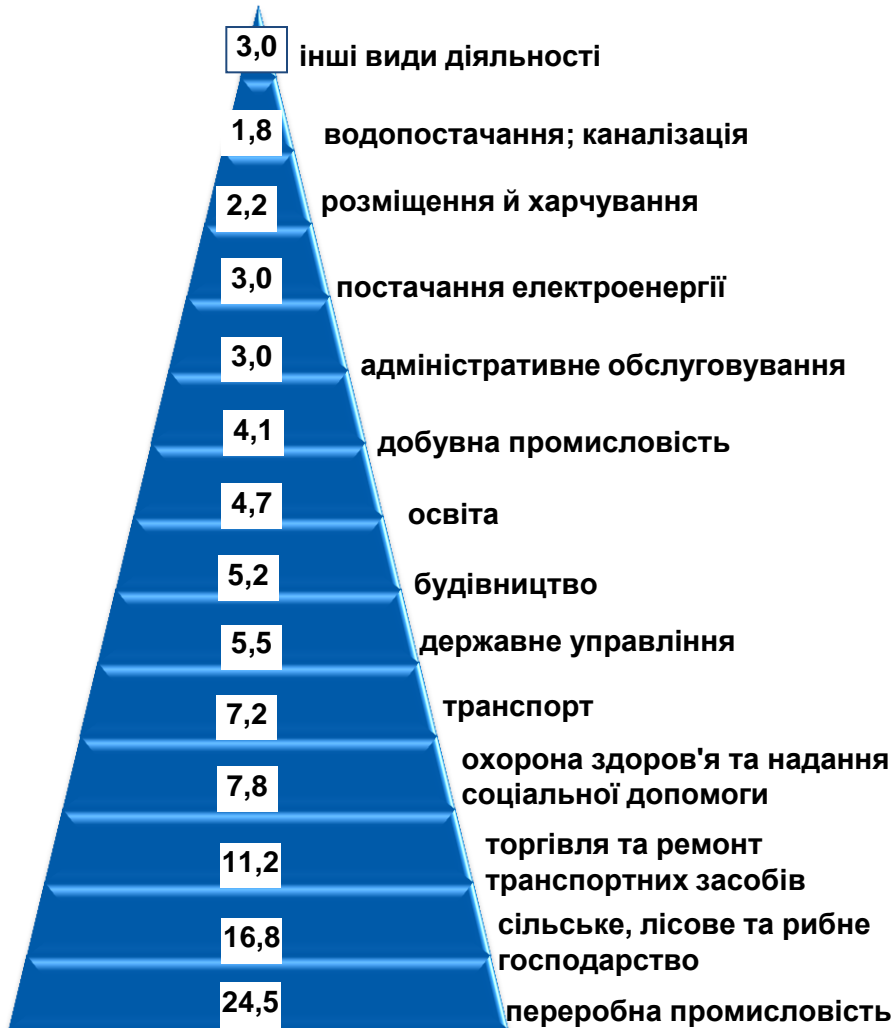 3,0 інші види діяльності
1,8 водопостачання; каналізація
2,2 розміщення й харчування
3,0 постачання електроенергії
3,0 адміністративне обслуговування
4,1 добувна промисловість
4,7 освіта
5,2 будівництво
5,5 державне управління
7,2 транспорт
охорона здоров'я та надання
7,8 соціальної допомоги
торгівля та ремонт
11,2 транспортних засобів
сільське, лісове та рибне
16,8 господарство
24,5 переробна промисловість